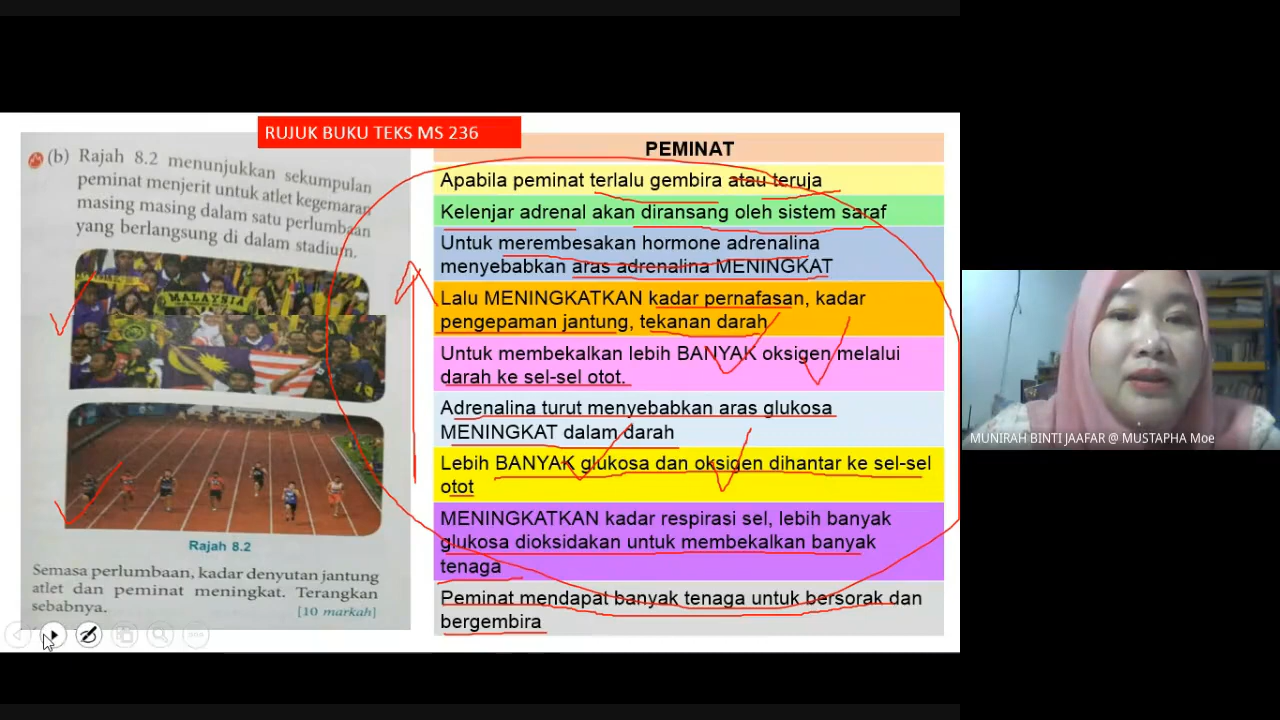 RUJUK BUKU TEKS MS 236
(b) Rajah 8.2 menunjukkan sekumpulan
peminat menjerit untuk atlet kegemaran
masing masing dalam satu perlumbaan
yang berlangsung di dalam stadium.
MALAYSIA
Rajah 8.2
Semasa perlumbaan, kadar denyutan jantung
atlet dan peminat meningkat. Terangkan
sebabnya.
[10 markah]
PEMINAT
Apabila peminat terlalu gembira atau teruja
Kelenjar adrenal akan diransang oleh sistem saraf
Untuk merembesakan hormone adrenalina
menyebabkan aras adrenalina MENINGKAT
Lalu MENINGKATKAN kadar pernafasan, kadar
pengepaman jantung, tekanan darah
Untuk membekalkan lebih BANYAK oksigen melalui
darah ke sel-sel otot.
Adrenalina turut menyebabkan aras glukosa
MENINGKAT dalam darah
Lebih BANYAK glukosa dan oksigen dihantar ke sel-sel
otot
MENINGKATKAN kadar respirasi sel, lebih banyak
glukosa dioksidakan untuk membekalkan banyak
tenaga
Peminat mendapat banyak tenaga untuk bersorak dan
bergembira
MUNIRAH BINTI JAAFAR @ MUSTAPHA Moe